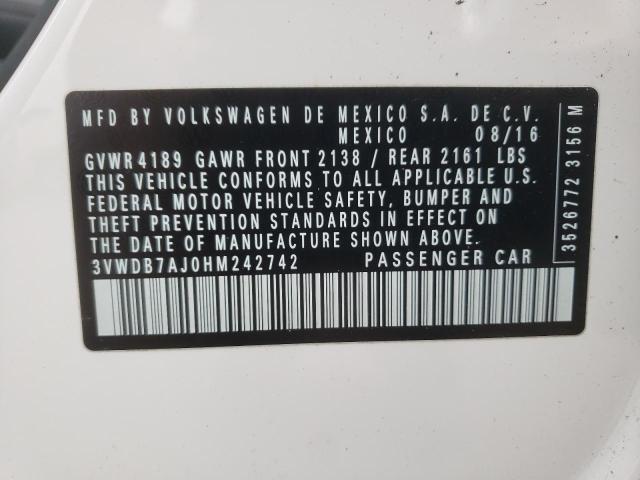 MFD BY VOLKSWAGEN DE MEXICO S.A. DE C.V.
MEXICO 08/16
GVWR4189 GAWR FRONT 2138 / REAR 2161 LBS
THIS VEHICLE CONFORMS TO ALL APPLICABLE U.S.
FEDERAL MOTOR VEHICLE SAFETY, BUMPER AND
THEFT PREVENTION STANDARDS IN EFFECT ON
THE DATE OF MANUFACTURE SHOWN ABOVE.
3VWDB7AJ0HM242742 PASSENGER CAR
3526772 3156 M